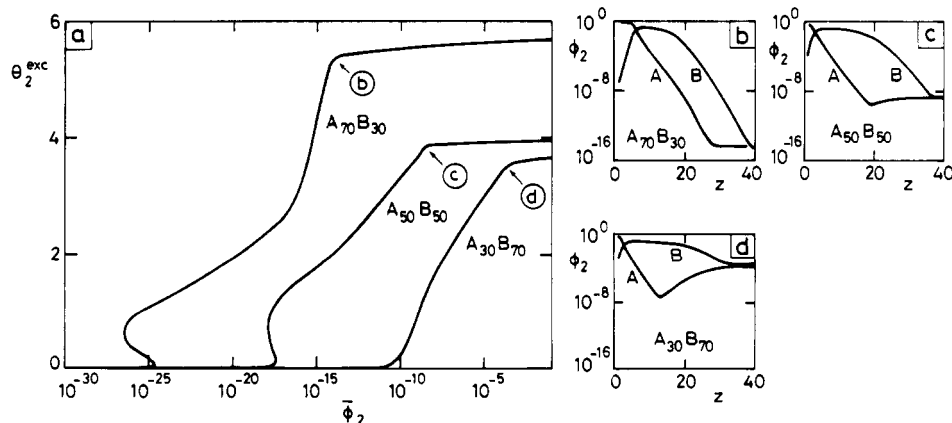 a
6
θ₂ᵉˣᶜ
4
2
0
10⁻³⁰ 10⁻²⁵ 10⁻²⁰ 10⁻¹⁵ 10⁻¹⁰ 10⁻⁵
ϕ̄₂
b
A₇₀B₃₀
c
A₅₀B₅₀
d
A₃₀B₇₀
b
10⁰
ϕ₂
10⁻⁸
10⁻¹⁶
A
B
A₇₀B₃₀
0 20 40
z
c
10⁰
ϕ₂
10⁻⁸
10⁻¹⁶
A
B
A₅₀B₅₀
0 20 40
z
d
10⁰
ϕ₂
10⁻⁸
10⁻¹⁶
A
B
A₃₀B₇₀
0 20 40
z